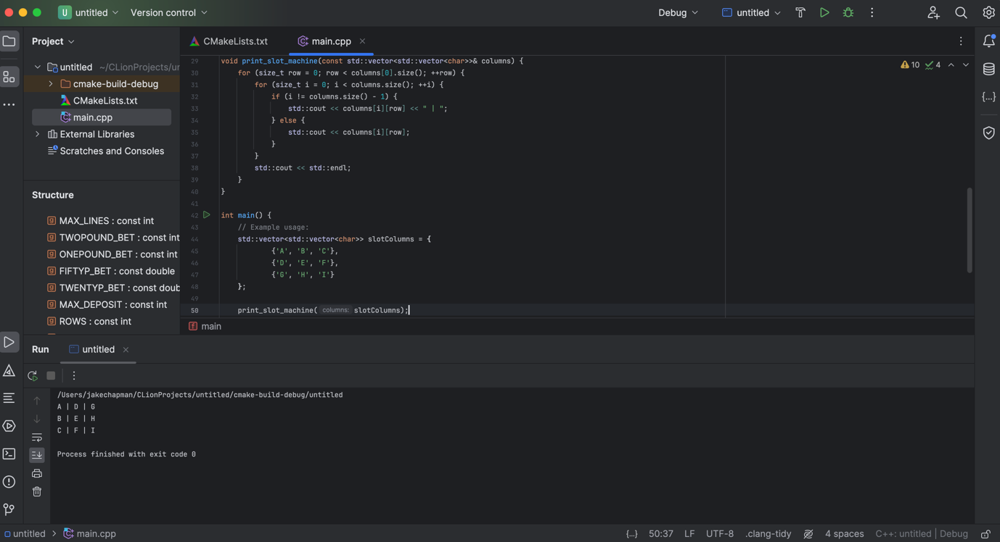 U untitled Version control Debug untitled
Project
untitled ~/CLionProjects/ur
cmake-build-debug
CMakeLists.txt
main.cpp
External Libraries
Scratches and Consoles
Structure
MAX_LINES : const int
TWOPOUND_BET : const int
ONEPOUND_BET : const int
FIFTYP_BET : const double
TWENTYP_BET : const doub
MAX_DEPOSIT : const int
ROWS : const int
CMakeLists.txt main.cpp
10 4
29 void print_slot_machine(const std::vector<std::vector<char>>& columns) {
30 for (size_t row = 0; row < columns[0].size(); ++row) {
31 for (size_t i = 0; i < columns.size(); ++i) {
32 if (i != columns.size() - 1) {
33 std::cout << columns[i][row] << " | ";
34 } else {
35 std::cout << columns[i][row];
36 }
37 }
38 std::cout << std::endl;
39 }
40 }
41
42 int main() {
43 // Example usage:
44 std::vector<std::vector<char>> slotColumns = {
45 {'A', 'B', 'C'},
46 {'D', 'E', 'F'},
47 {'G', 'H', 'I'}
48 };
49
50 print_slot_machine( columns: slotColumns);
f main
Run untitled
/Users/jakechapman/CLionProjects/untitled/cmake-build-debug/untitled
A | D | G
B | E | H
C | F | I
Process finished with exit code 0
untitled > main.cpp {...} 50:37 LF UTF-8 .clang-tidy 4 spaces C++: untitled | Debug